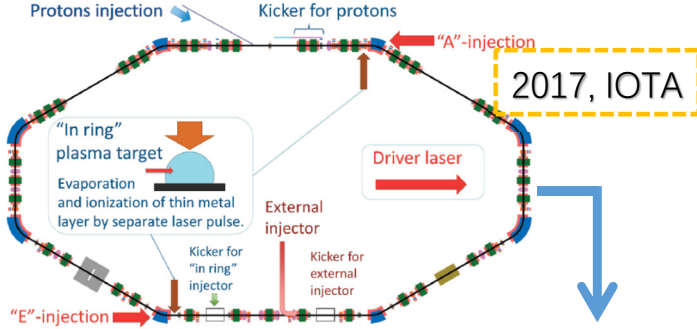 Protons injection
Kicker for protons
“A”-injection
2017, IOTA
“In ring”
plasma target
Evaporation
and ionization of thin metal
layer by separate laser pulse.
Driver laser
External
injector
Kicker for
“in ring”
injector
Kicker for
external
injector
“E”-injection